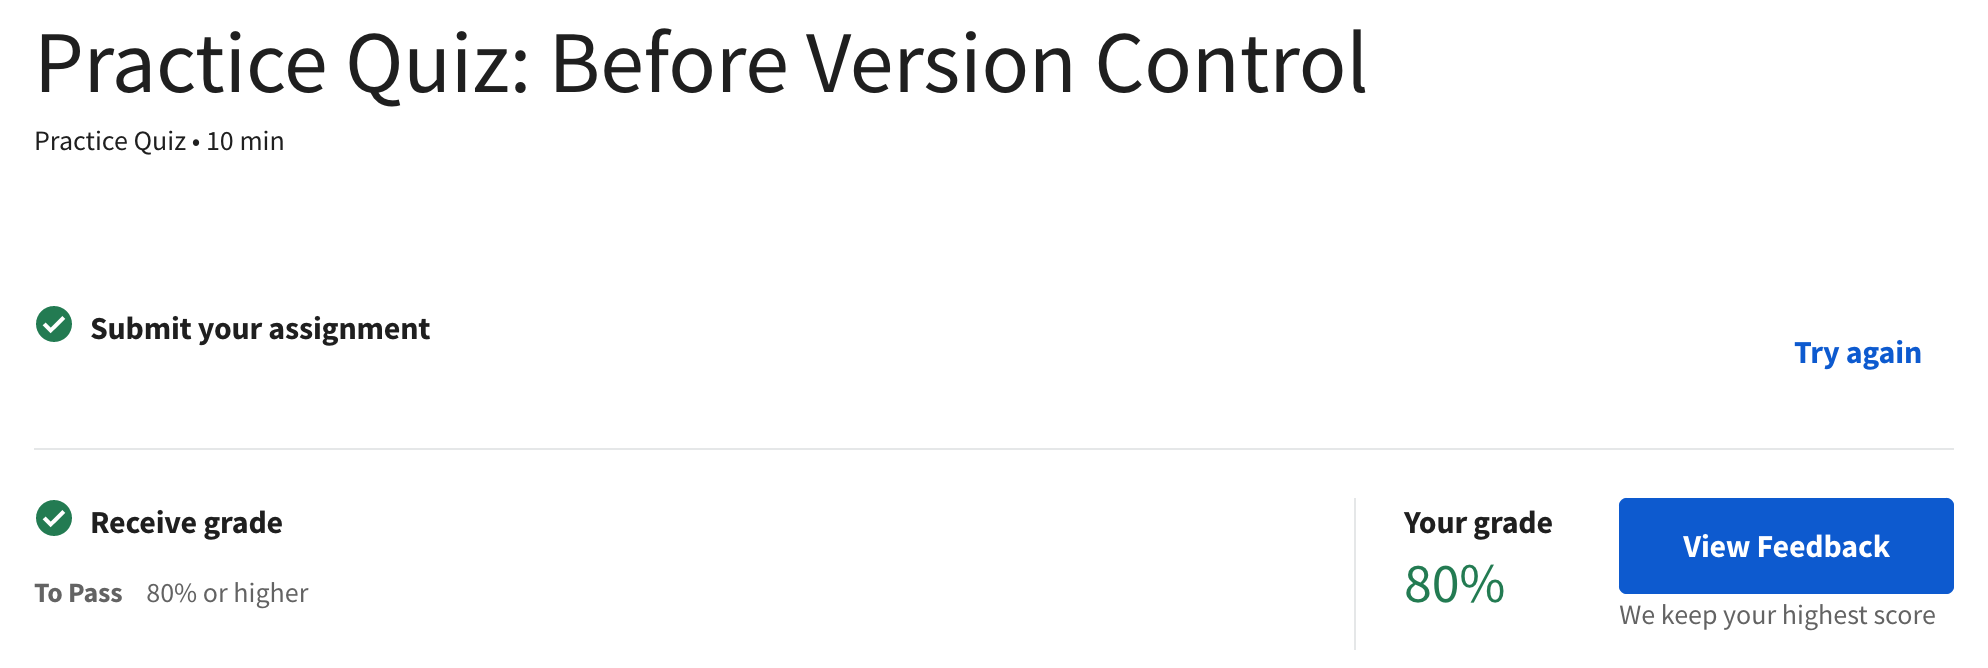 Practice Quiz: Before Version Control
Practice Quiz • 10 min
Submit your assignment
Try again
Receive grade
To Pass 80% or higher
Your grade
80%
View Feedback
We keep your highest score